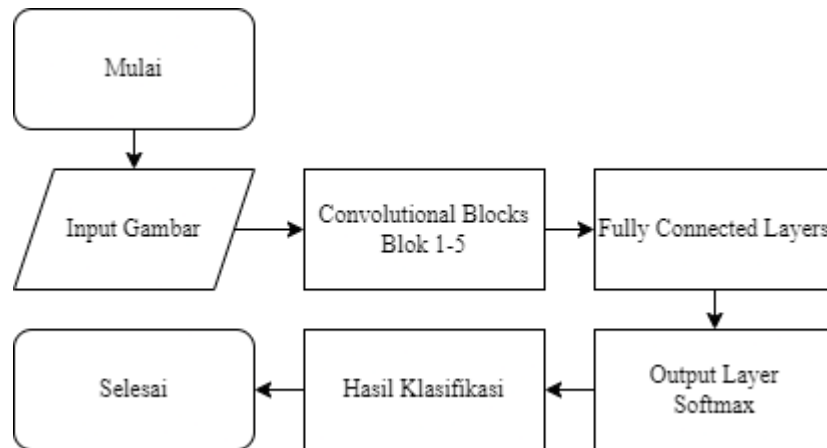 Mulai
Input Gambar
Convolutional Blocks
Blok 1-5
Fully Connected Layers
Output Layer
Softmax
Hasil Klasifikasi
Selesai